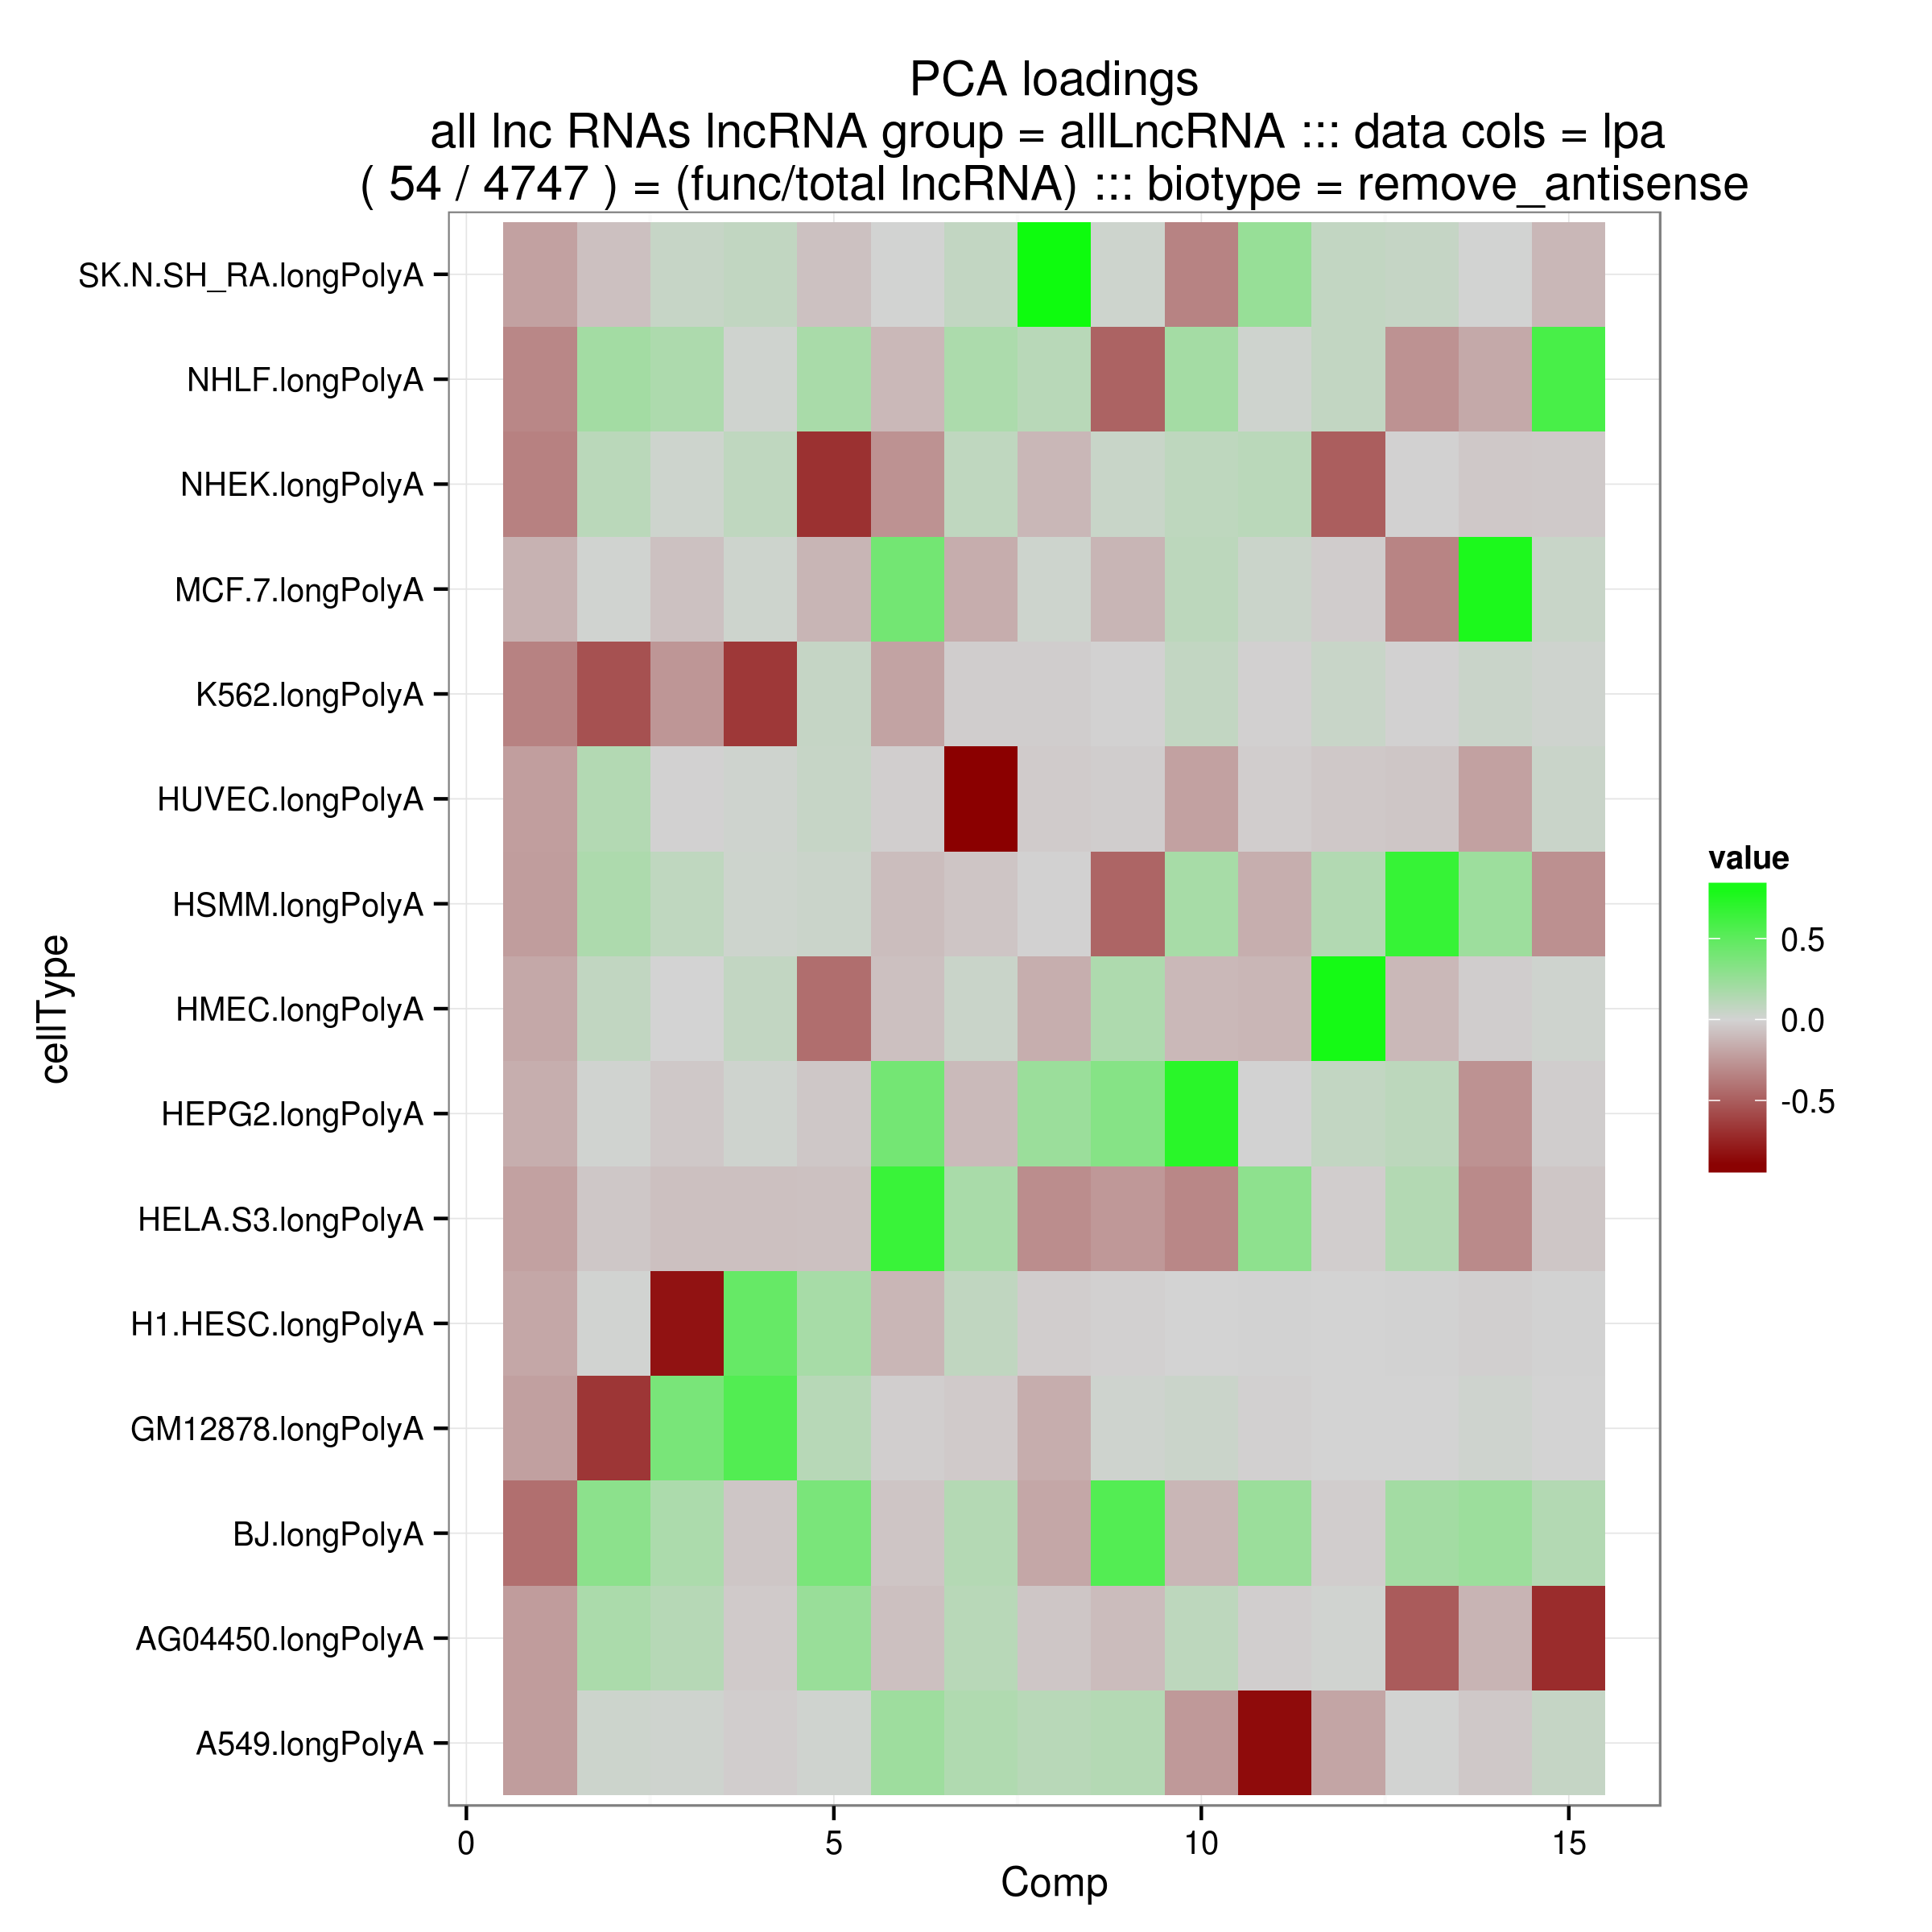 PCA loadings
all lnc RNAs lncRNA group = allLncRNA ::: data cols = lpa
( 54 / 4747 ) = (func/total lncRNA) ::: biotype = remove_antisense
SK.N.SH_RA.longPolyA
NHLF.longPolyA
NHEK.longPolyA
MCF.7.longPolyA
K562.longPolyA
HUVEC.longPolyA
HSMM.longPolyA
HMEC.longPolyA
HEPG2.longPolyA
HELA.S3.longPolyA
H1.HESC.longPolyA
GM12878.longPolyA
BJ.longPolyA
AG04450.longPolyA
A549.longPolyA
cellType
0 5 10 15
Comp
value
0.5
0.0
-0.5